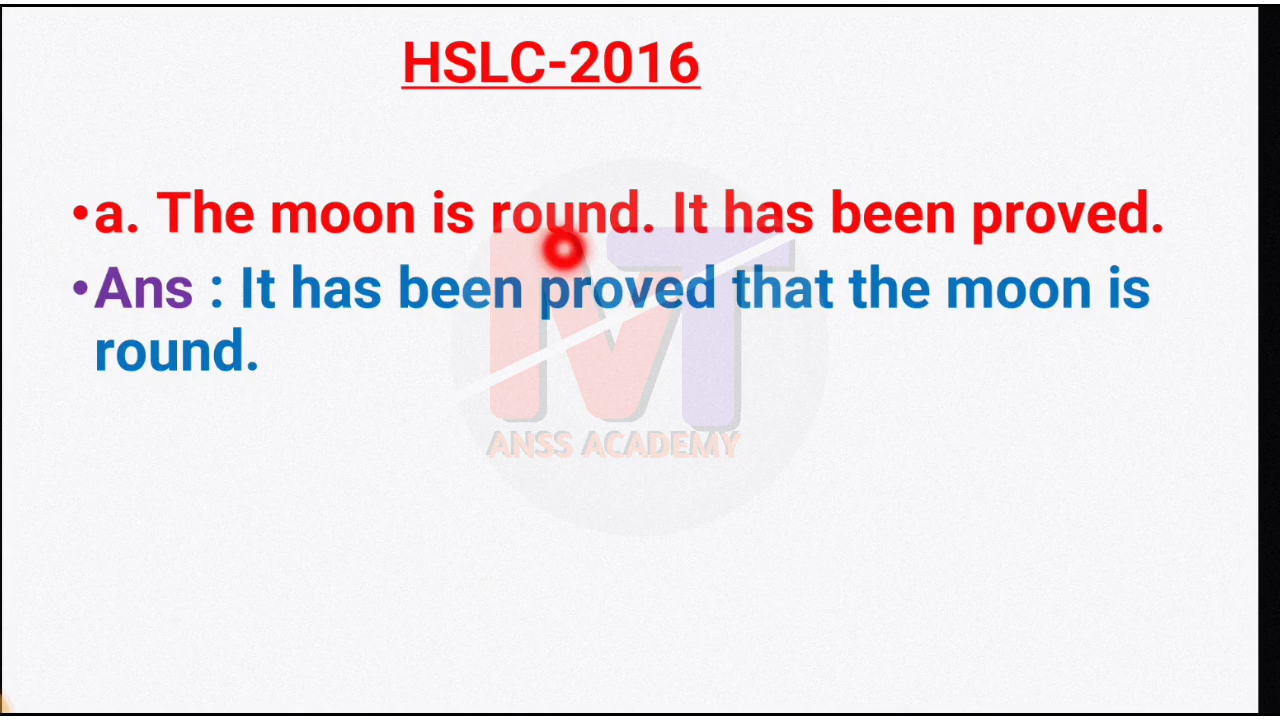 HSLC-2016
•a. The moon is round. It has been proved.
•Ans : It has been proved that the moon is
round.
MT
ANSS ACADEMY